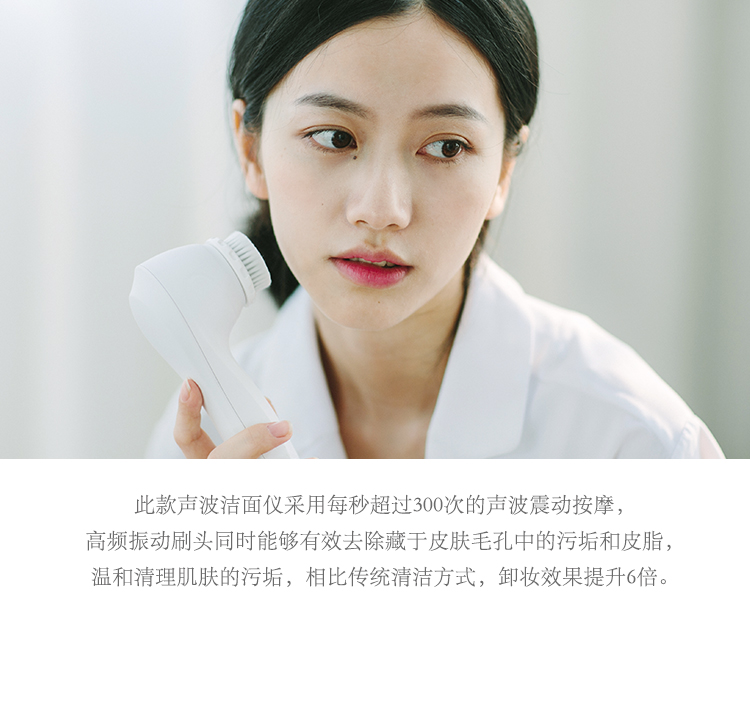 此款声波洁面仪采用每秒超过300次的声波震动按摩，
高频振动刷头同时能够有效去除藏于皮肤毛孔中的污垢和皮脂，
温和清理肌肤的污垢，相比传统清洁方式，卸妆效果提升6倍。